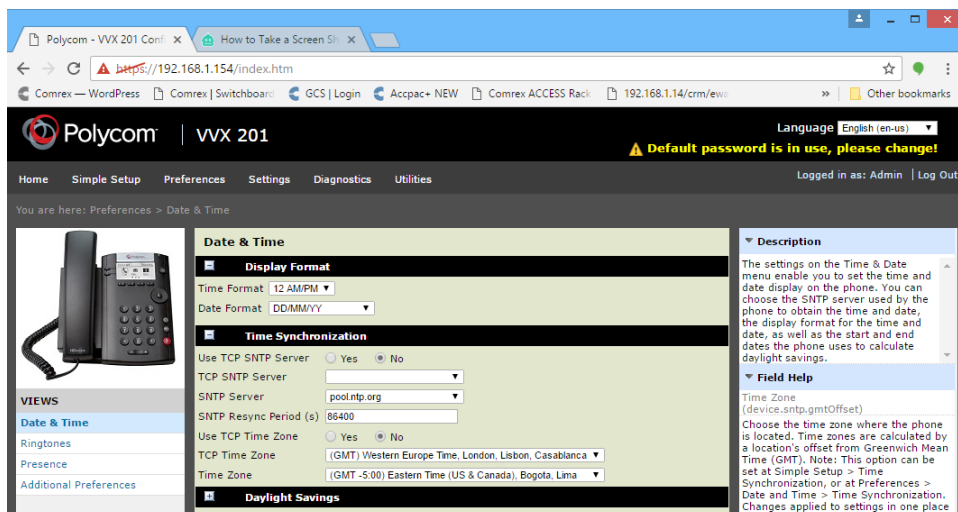 Polycom - VVX 201 Conf
How to Take a Screen Sh
https://192.168.1.154/index.htm
Comrex — WordPress
Comrex | Switchboard
GCS | Login
Accpac+ NEW
Comrex ACCESS Rack
192.168.1.14/crm/ewa
»
Other bookmarks
Polycom | VVX 201
Language English (en-us)
Default password is in use, please change!
Home Simple Setup Preferences Settings Diagnostics Utilities
Logged in as: Admin | Log Out
You are here: Preferences > Date & Time
VIEWS
Date & Time
Ringtones
Presence
Additional Preferences
Date & Time
Display Format
Time Format 12 AM/PM
Date Format DD/MM/YY
Time Synchronization
Use TCP SNTP Server Yes No
TCP SNTP Server
SNTP Server pool.ntp.org
SNTP Resync Period (s) 86400
Use TCP Time Zone Yes No
TCP Time Zone (GMT) Western Europe Time, London, Lisbon, Casablanca
Time Zone (GMT -5:00) Eastern Time (US & Canada), Bogota, Lima
Daylight Savings
Description
The settings on the Time & Date
menu enable you to set the time and
date display on the phone. You can
choose the SNTP server used by the
phone to obtain the time and date,
the display format for the time and
date, as well as the start and end
dates the phone uses to calculate
daylight savings.
Field Help
Time Zone
(device.sntp.gmtOffset)
Choose the time zone where the phone
is located. Time zones are calculated by
a location's offset from Greenwich Mean
Time (GMT). Note: This option can be
set at Simple Setup > Time
Synchronization, or at Preferences >
Date and Time > Time Synchronization.
Changes applied to settings in one place